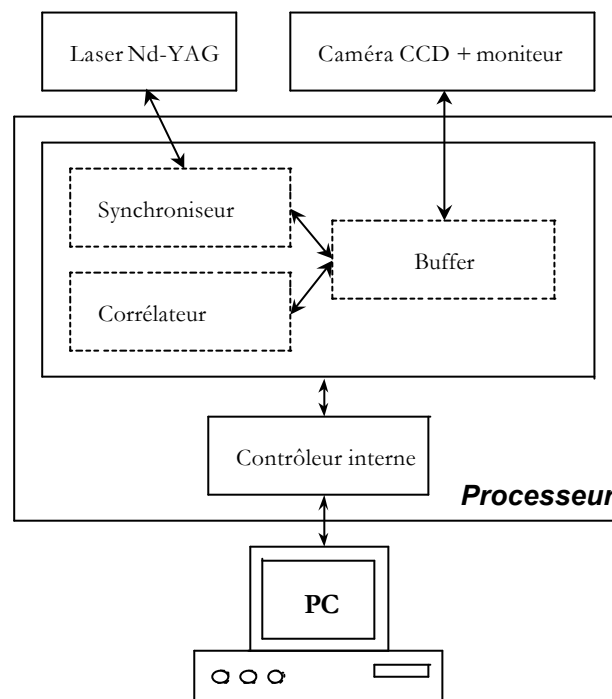 Laser Nd-YAG
Caméra CCD + moniteur
Synchroniseur
Buffer
Corrélateur
Contrôleur interne
Processeur
PC